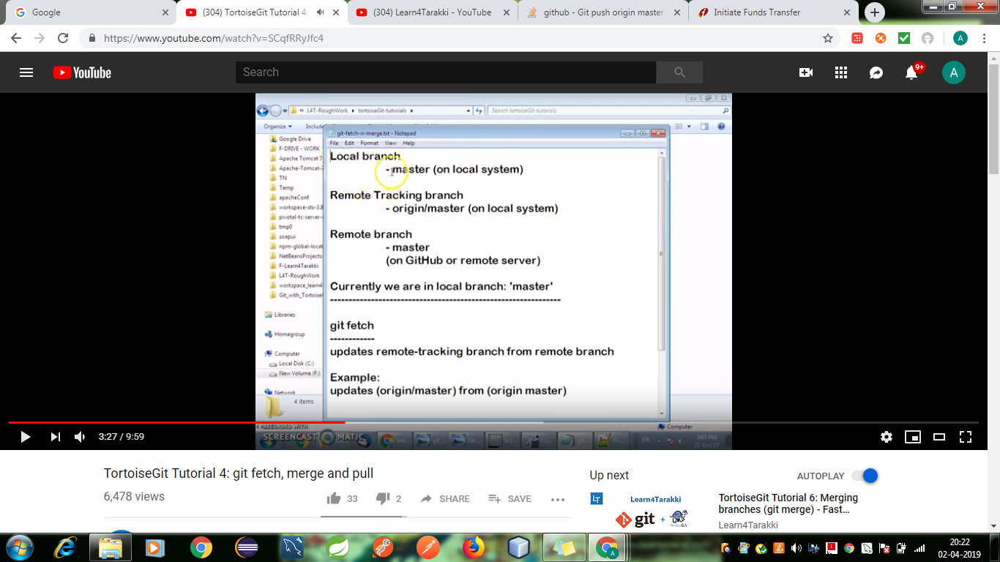 Google
(304) TortoiseGit Tutorial 4:
(304) Learn4Tarakki - YouTube
github - Git push origin master
Initiate Funds Transfer
https://www.youtube.com/watch?v=SCqfRRyJfc4
A
YouTube
Search
9+
A
L4T-RoughWork
tortoiseGit-tutorials
Search tortoiseGit-tutorials
Organize
Includ
Google Drive
F-DRIVE - WORK
Apache Tomcat 7
Apache-Tomcat-7
TN
Temp
apacheConf
workspace-sts-3.8
pivotal-tc-server-
tmp0
soapui
npm-global-locat
NetBeansProjects
F-Learn4Tarakki
L4T-RoughWork
workspace_learn4
Git_with_Tortoise
Libraries
Homegroup
Computer
Local Disk (C:)
New Volume (F:)
Network
4 items
git-fetch-n-merge.txt - Notepad
File Edit Format View Help
Local branch
- master (on local system)
Remote Tracking branch
- origin/master (on local system)
Remote branch
- master
(on GitHub or remote server)
Currently we are in local branch: 'master'
-------------------------------------------------------------
git fetch
------------
updates remote-tracking branch from remote branch
Example:
updates (origin/master) from (origin master)
Computer
RECORDED WITH
SCREENCAST MATIC
EN
3:07 PM
21-Oct-17
3:27 / 9:59
TortoiseGit Tutorial 4: git fetch, merge and pull
6,478 views
33
2
SHARE
SAVE
Up next
AUTOPLAY
LT
Learn4Tarakki
git +
TortoiseGit Tutorial 6: Merging
branches (git merge) - Fast...
Learn4Tarakki
A
20:22
02-04-2019